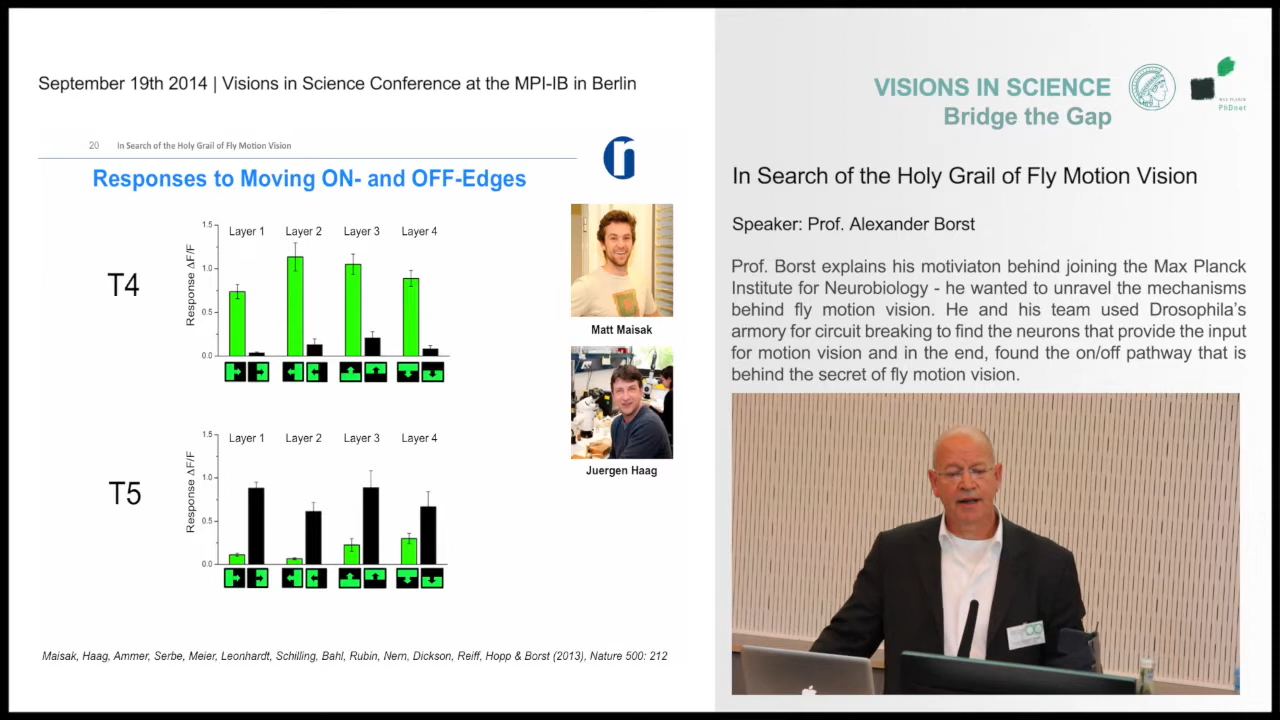 September 19th 2014 | Visions in Science Conference at the MPI-IB in Berlin
20 In Search of the Holy Grail of Fly Motion Vision
Responses to Moving ON- and OFF-Edges
T4
Response ΔF/F
1.5
1.0
0.5
0.0
Layer 1 Layer 2 Layer 3 Layer 4
T5
Response ΔF/F
1.5
1.0
0.5
0.0
Layer 1 Layer 2 Layer 3 Layer 4
Matt Maisak
Juergen Haag
Maisak, Haag, Ammer, Serbe, Meier, Leonhardt, Schilling, Bahl, Rubin, Nern, Dickson, Reiff, Hopp & Borst (2013), Nature 500: 212
VISIONS IN SCIENCE
Bridge the Gap
MAX PLANCK
PhDnet
In Search of the Holy Grail of Fly Motion Vision
Speaker: Prof. Alexander Borst
Prof. Borst explains his motiviaton behind joining the Max Planck
Institute for Neurobiology - he wanted to unravel the mechanisms
behind fly motion vision. He and his team used Drosophila's
armory for circuit breaking to find the neurons that provide the input
for motion vision and in the end, found the on/off pathway that is
behind the secret of fly motion vision.